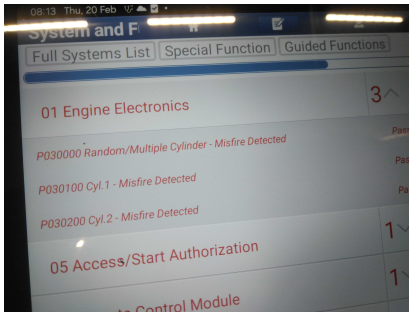 08:13 Thu, 20 Feb
System and F
Full Systems List Special Function Guided Functions
01 Engine Electronics 3
P030000 Random/Multiple Cylinder - Misfire Detected Pas
P030100 Cyl.1 - Misfire Detected Pas
P030200 Cyl.2 - Misfire Detected Pas
05 Access/Start Authorization 1
Control Module 1